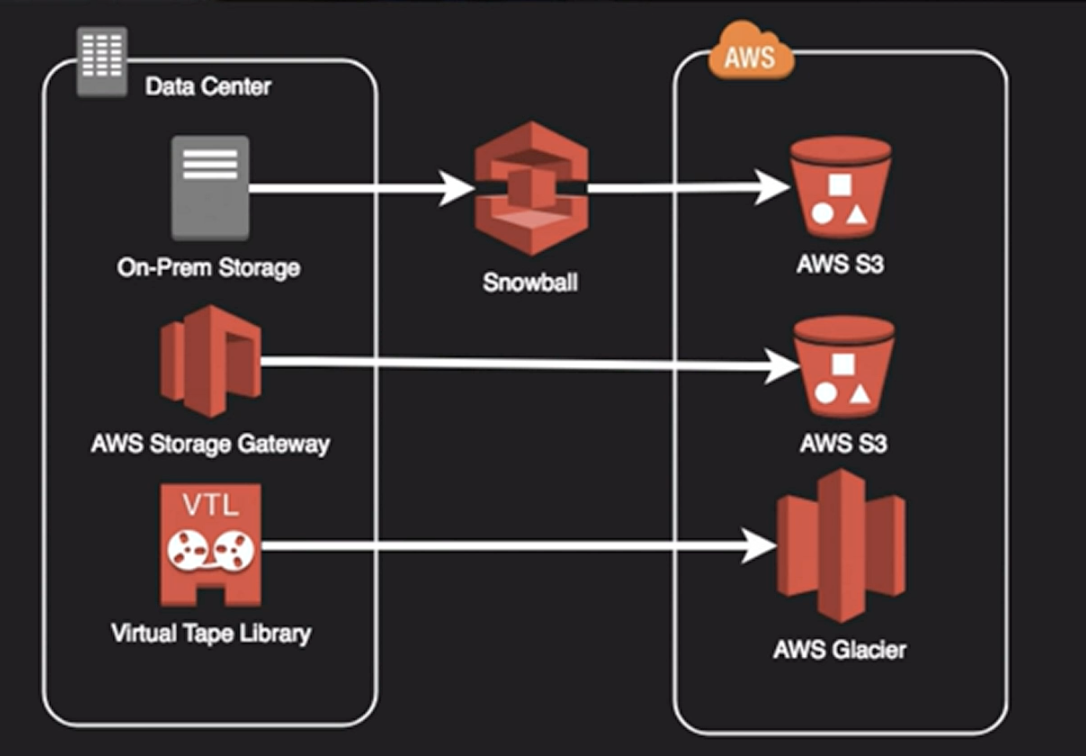 Data Center
AWS
On-Prem Storage
Snowball
AWS S3
AWS Storage Gateway
AWS S3
VTL
Virtual Tape Library
AWS Glacier